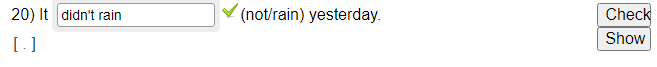 20) It didn't rain (not/rain) yesterday. Check
[ . ] Show